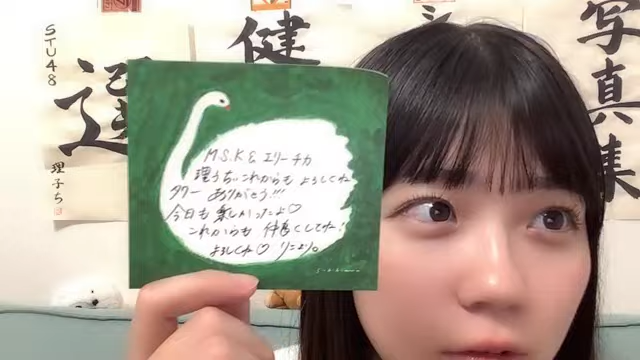 STU48
選
理子ち
健
写真集
M.S.K & エリーチカ
理子ぢ これからも よろしくね
タワー ありがとう!!!
今日も 楽しかったよ♡
これからも 仲良くしてね!
よろしくね♡ りこより。